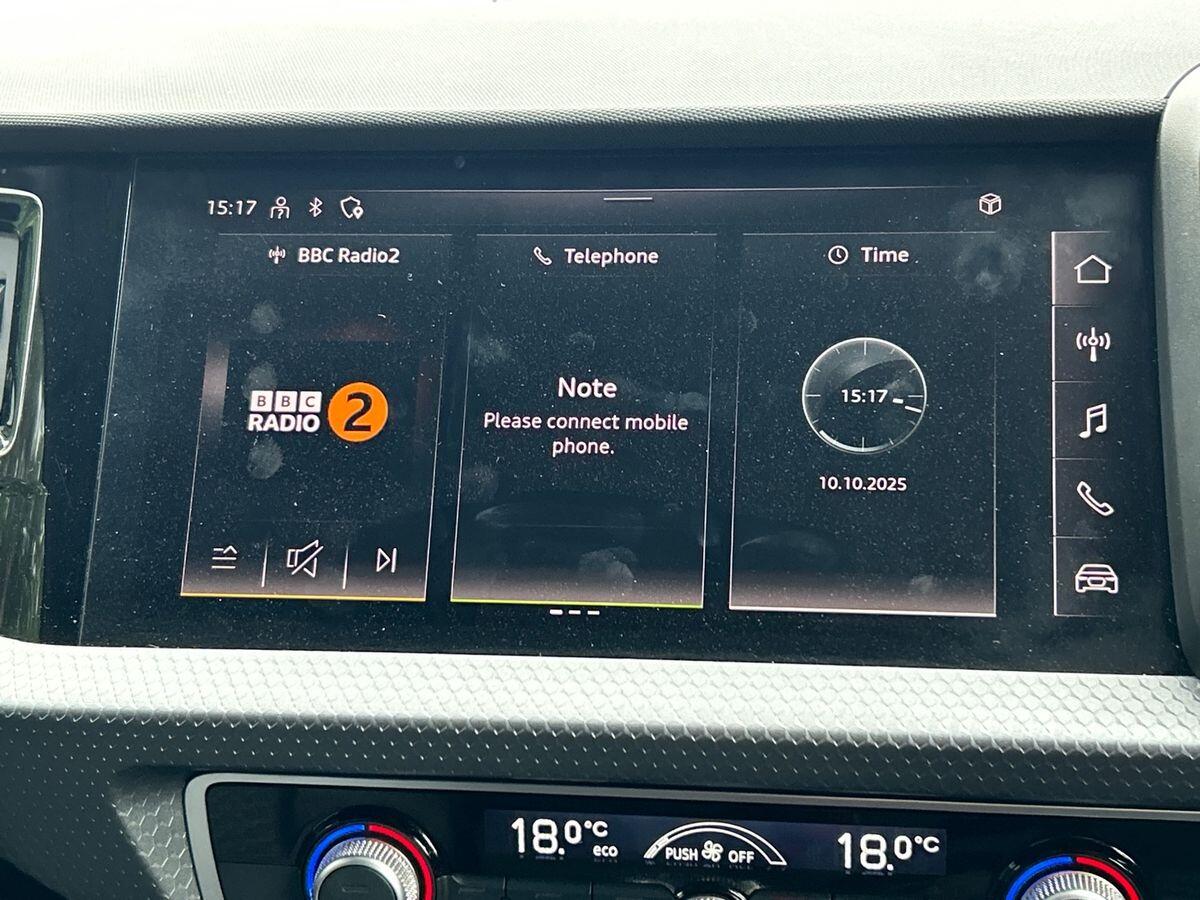 15:17
BBC Radio2
Telephone
Time
BBC
RADIO 2
Note
Please connect mobile
phone.
15:17
10.10.2025
18.0°C
eco
PUSH OFF
18.0°C